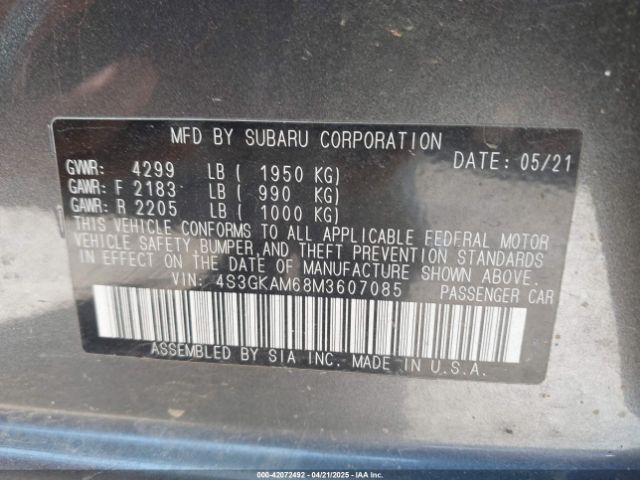 MFD BY SUBARU CORPORATION
DATE: 05/21
GVWR: 4299 LB ( 1950 KG)
GAWR: F 2183 LB ( 990 KG)
GAWR: R 2205 LB ( 1000 KG)
THIS VEHICLE CONFORMS TO ALL APPLICABLE FEDERAL MOTOR
VEHICLE SAFETY, BUMPER AND THEFT PREVENTION STANDARDS
IN EFFECT ON THE DATE OF MANUFACTURE SHOWN ABOVE.
VIN: 4S3GKAM68M3607085 PASSENGER CAR
ASSEMBLED BY SIA INC. MADE IN U.S.A.
000-42072492 - 04/21/2025 - IAA Inc.